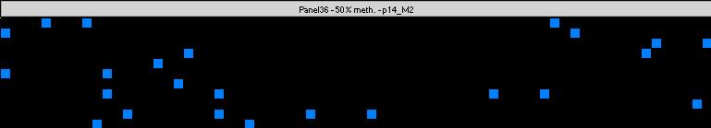 Panel36 - 50% meth. - p14_M2